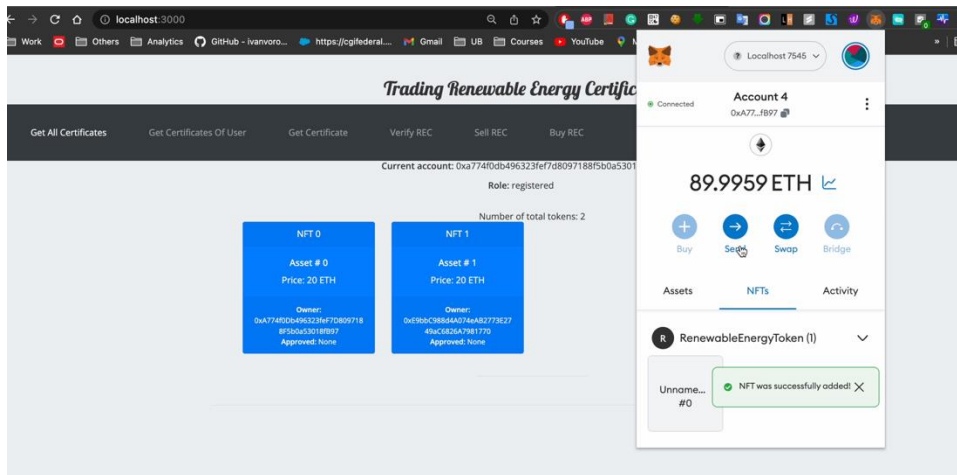 localhost:3000
Work
Others
Analytics
GitHub - ivanvoro...
https://cgifederal....
Gmail
UB
Courses
YouTube
Trading Renewable Energy Certific
Get All Certificates
Get Certificates Of User
Get Certificate
Verify REC
Sell REC
Buy REC
Current account: 0xa774f0db496323fef7d8097188f5b0a5301
Role: registered
Number of total tokens: 2
NFT 0
Asset # 0
Price: 20 ETH
Owner:
0xA774f0Db496323feF7D809718
8F5b0a53018fB97
Approved: None
NFT 1
Asset # 1
Price: 20 ETH
Owner:
0xE9bbC988d4A074eAB2773E27
49aC6826A7981770
Approved: None
Localhost 7545
Connected
Account 4
0xA77...fB97
89.9959 ETH
Buy
Send
Swap
Bridge
Assets
NFTs
Activity
R
RenewableEnergyToken (1)
Unname...
#0
NFT was successfully added!